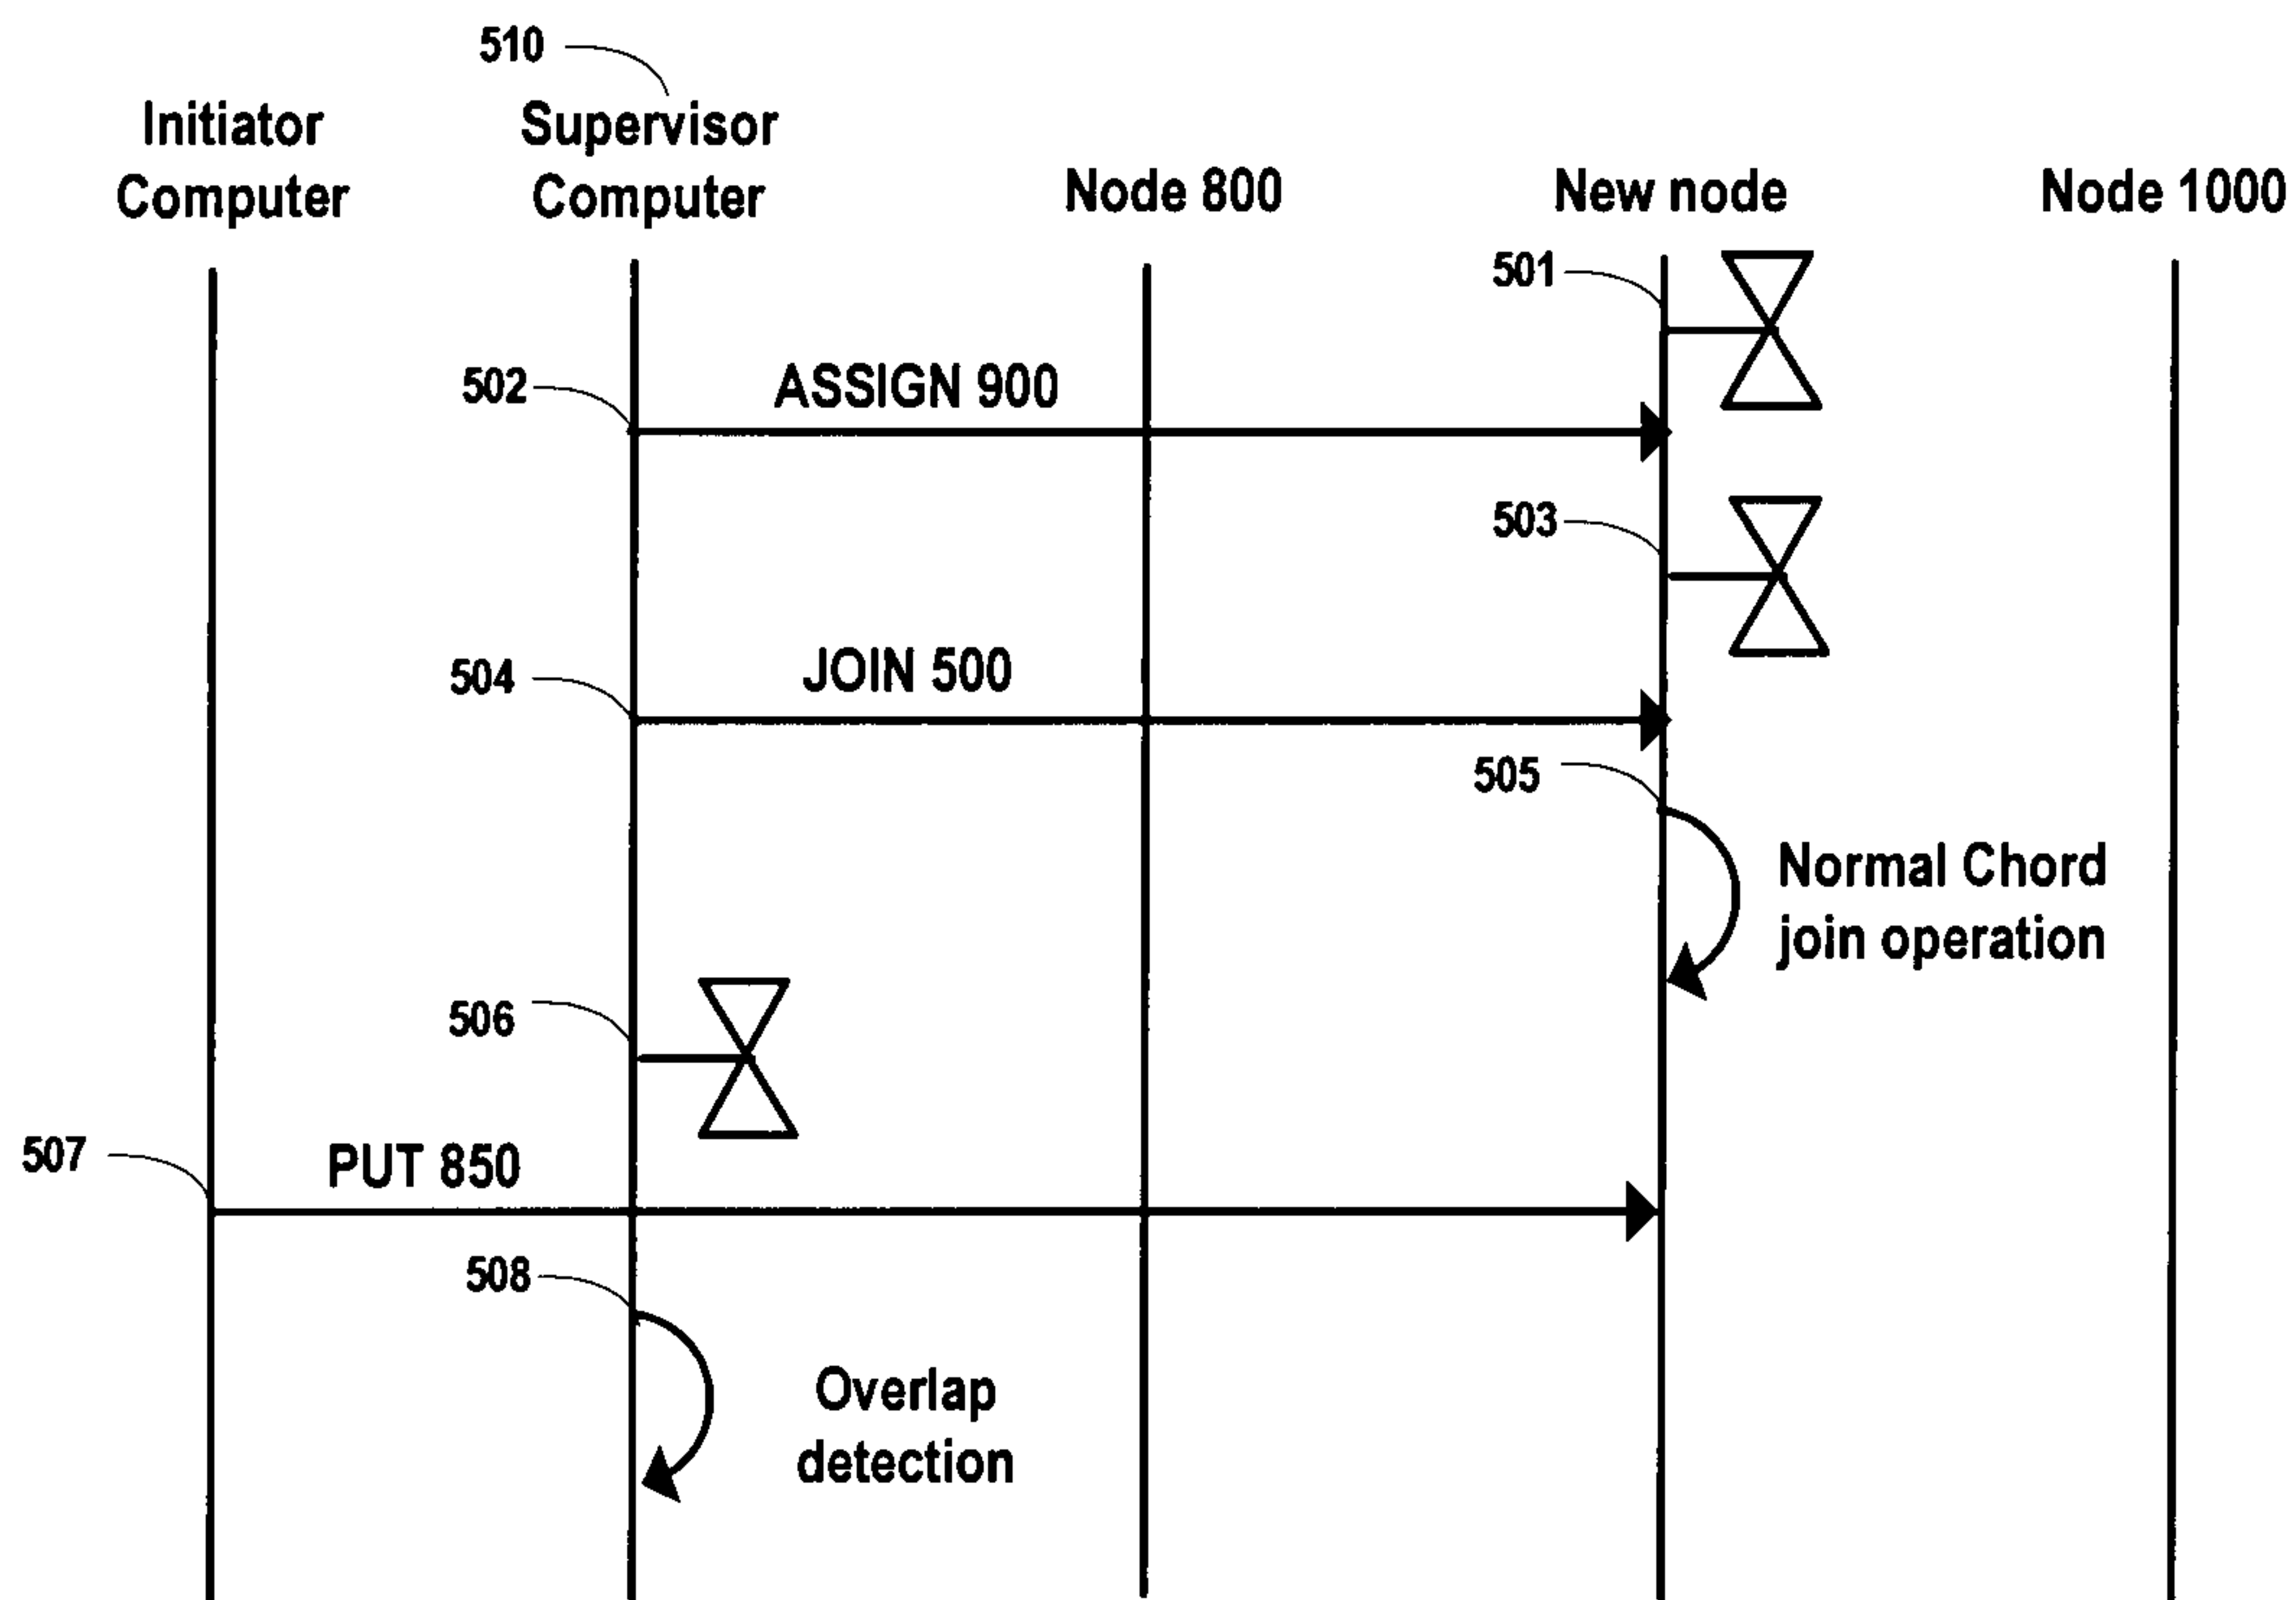 510
Initiator
Computer
Supervisor
Computer
Node 800
New node
Node 1000
501
502
ASSIGN 900
503
504
JOIN 500
505
Normal Chord
join operation
506
507
PUT 850
508
Overlap
detection